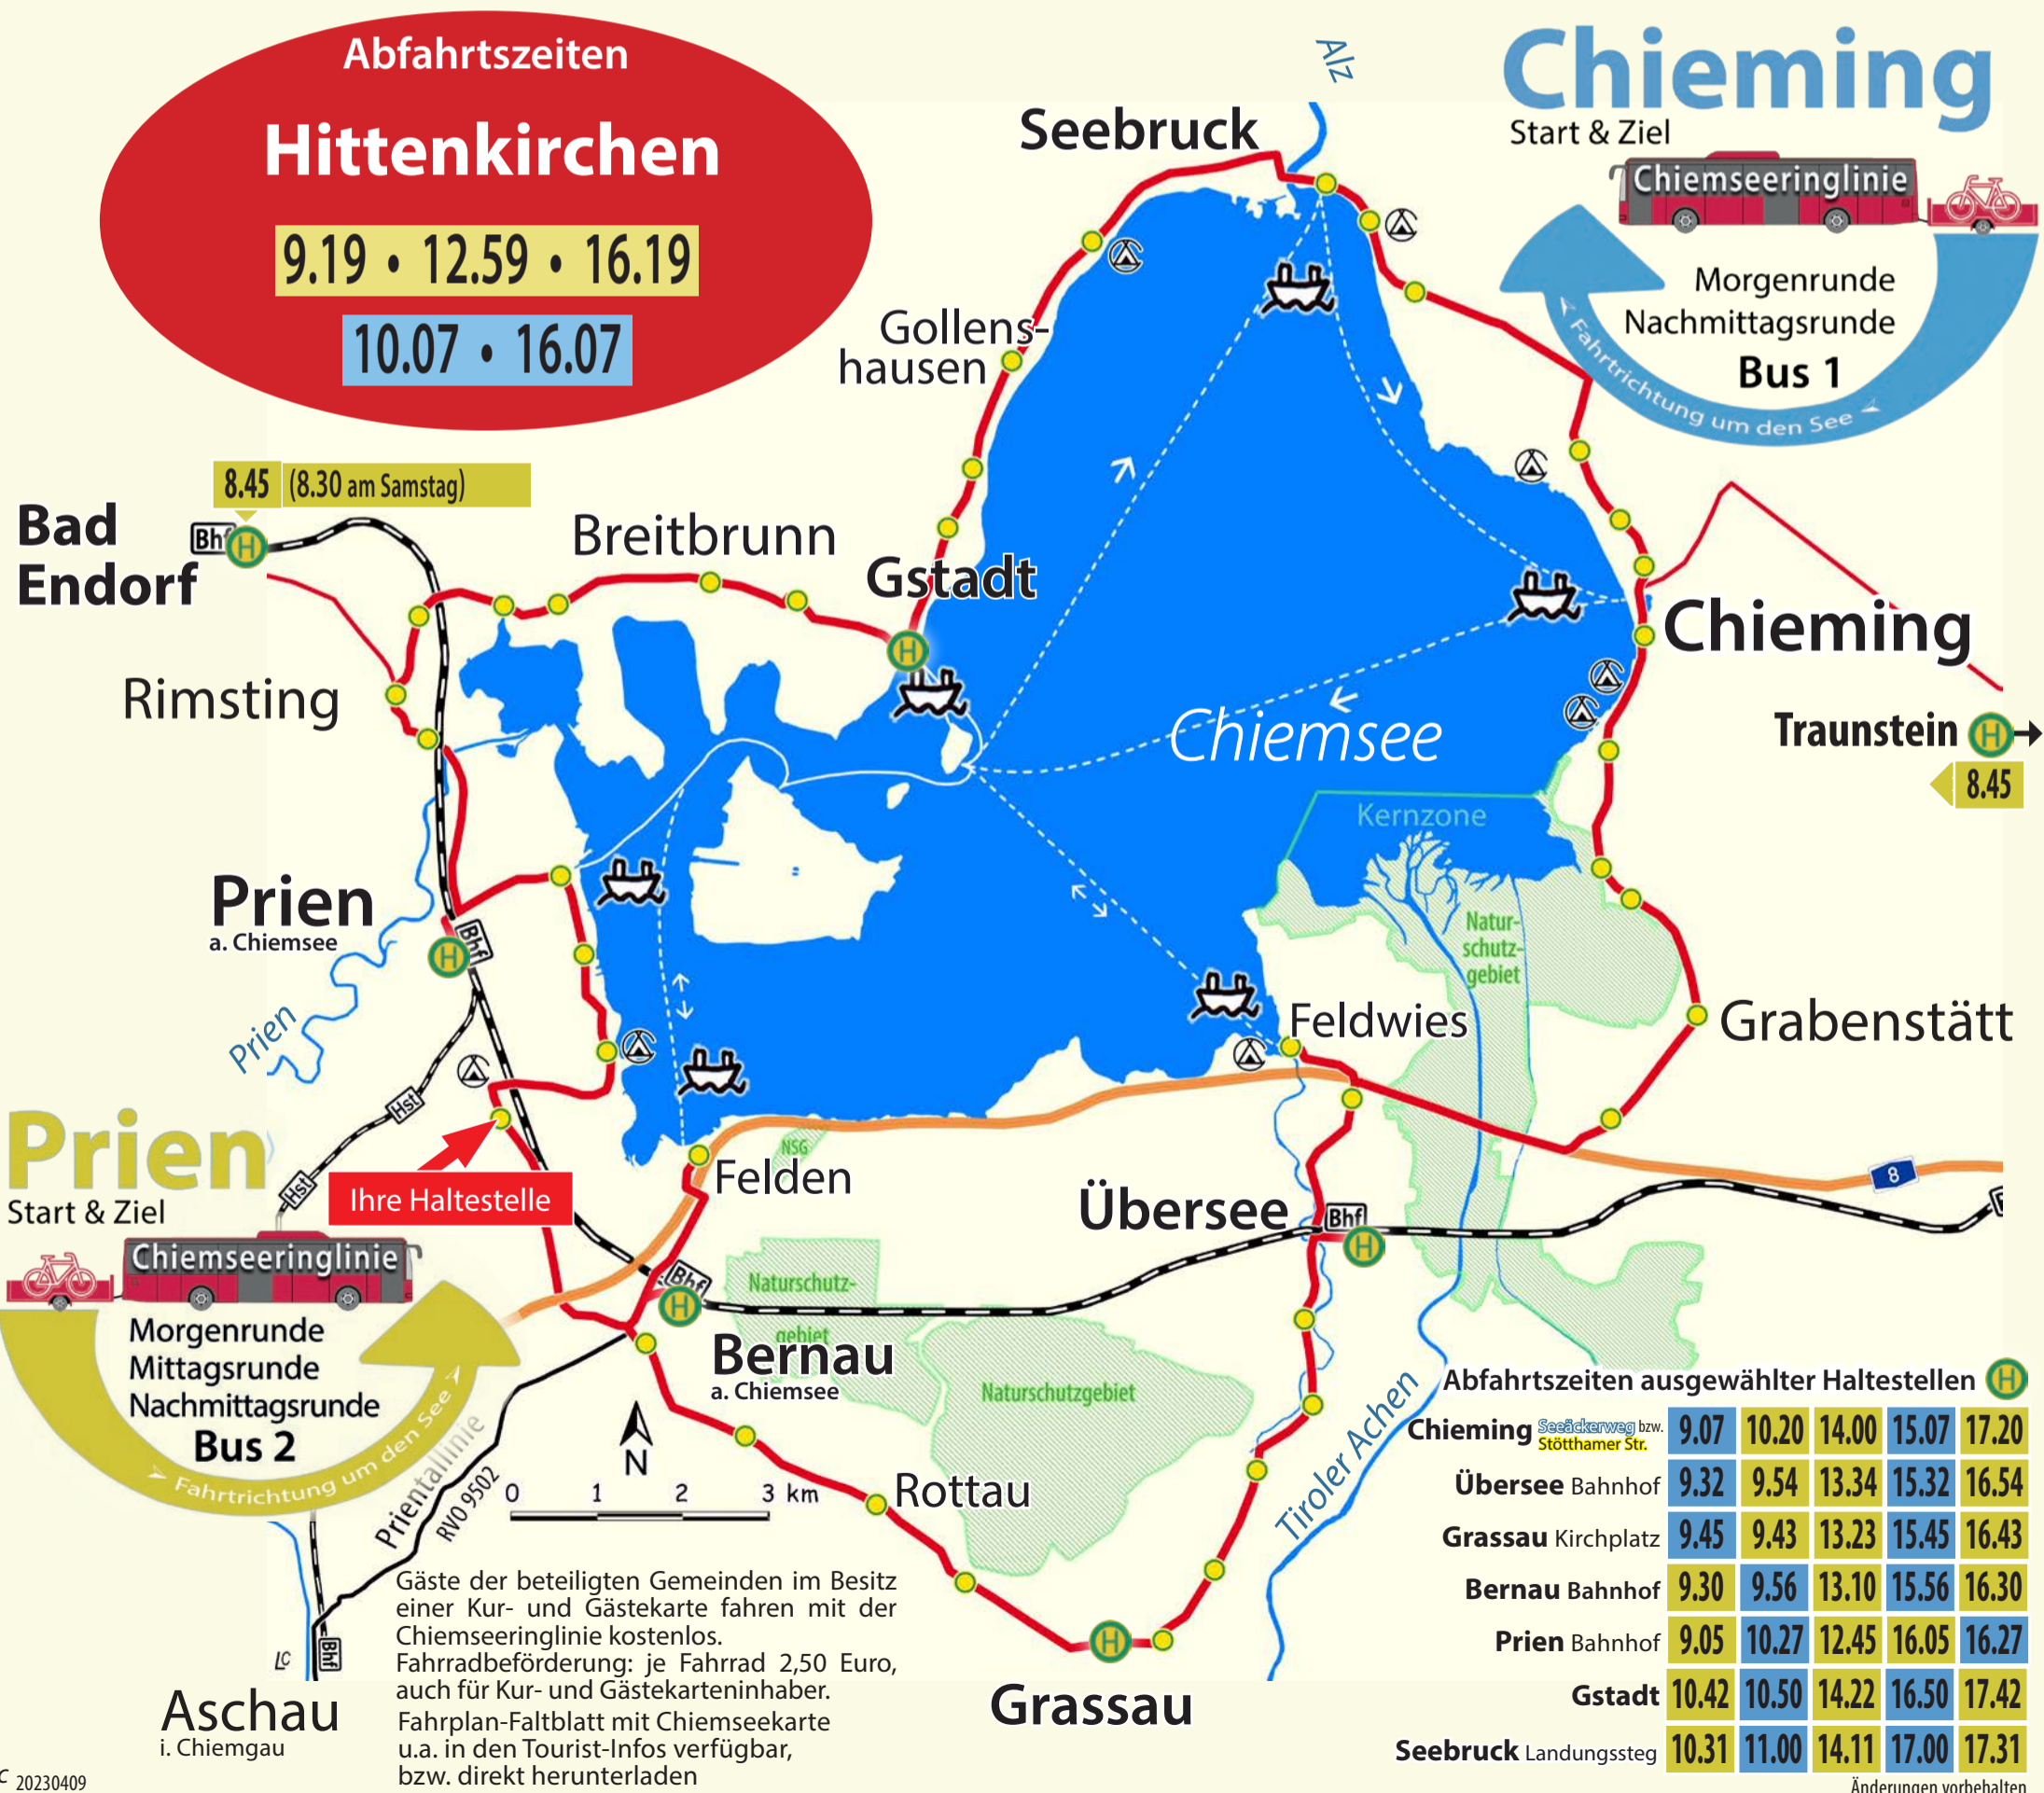 Abfahrtszeiten
Hittenkirchen
9.19 • 12.59 • 16.19
10.07 • 16.07
Alz
Seebruck
Chieming
Start & Ziel
Chiemseeringlinie
Morgenrunde
Nachmittagsrunde
Bus 1
Fahrtrichtung um den See
Gollens-
hausen
8.45 (8.30 am Samstag)
Bad
Endorf
Bhf
Breitbrunn
Gstadt
Chieming
Rimsting
Chiemsee
Traunstein H
8.45
Kernzone
Prien
a. Chiemsee
Bhf
H
Natur-
schutz-
gebiet
Feldwies
Grabenstätt
Prien
Hst
Hst
Prien
Start & Ziel
Ihre Haltestelle
NSG
Felden
8
Übersee
Bhf
H
Chiemseeringlinie
Morgenrunde
Mittagsrunde
Nachmittagsrunde
Bus 2
Fahrtrichtung um den See
Bhf
H
Naturschutz-
gebiet
Bernau
a. Chiemsee
Naturschutzgebiet
Prientallinie
RVO 9502
N
0 1 2 3 km
Rottau
Tiroler Achen
Grassau
H
LC
Bhf
Aschau
i. Chiemgau
Gäste der beteiligten Gemeinden im Besitz
einer Kur- und Gästekarte fahren mit der
Chiemseeringlinie kostenlos.
Fahrradbeförderung: je Fahrrad 2,50 Euro,
auch für Kur- und Gästekarteninhaber.
Fahrplan-Faltblatt mit Chiemseekarte
u.a. in den Tourist-Infos verfügbar,
bzw. direkt herunterladen
Abfahrtszeiten ausgewählter Haltestellen H
Chieming Seeäckerweg bzw. Stötthamer Str. 9.07 10.20 14.00 15.07 17.20
Übersee Bahnhof 9.32 9.54 13.34 15.32 16.54
Grassau Kirchplatz 9.45 9.43 13.23 15.45 16.43
Bernau Bahnhof 9.30 9.56 13.10 15.56 16.30
Prien Bahnhof 9.05 10.27 12.45 16.05 16.27
Gstadt 10.42 10.50 14.22 16.50 17.42
Seebruck Landungssteg 10.31 11.00 14.11 17.00 17.31
20230409
Änderungen vorbehalten